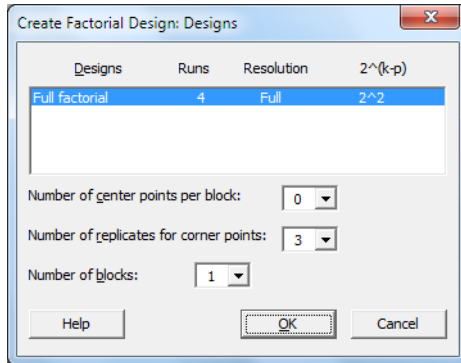 Create Factorial Design: Designs
Designs Runs Resolution 2^(k-p)
Full factorial 4 Full 2^2
Number of center points per block: 0
Number of replicates for corner points: 3
Number of blocks: 1
Help OK Cancel